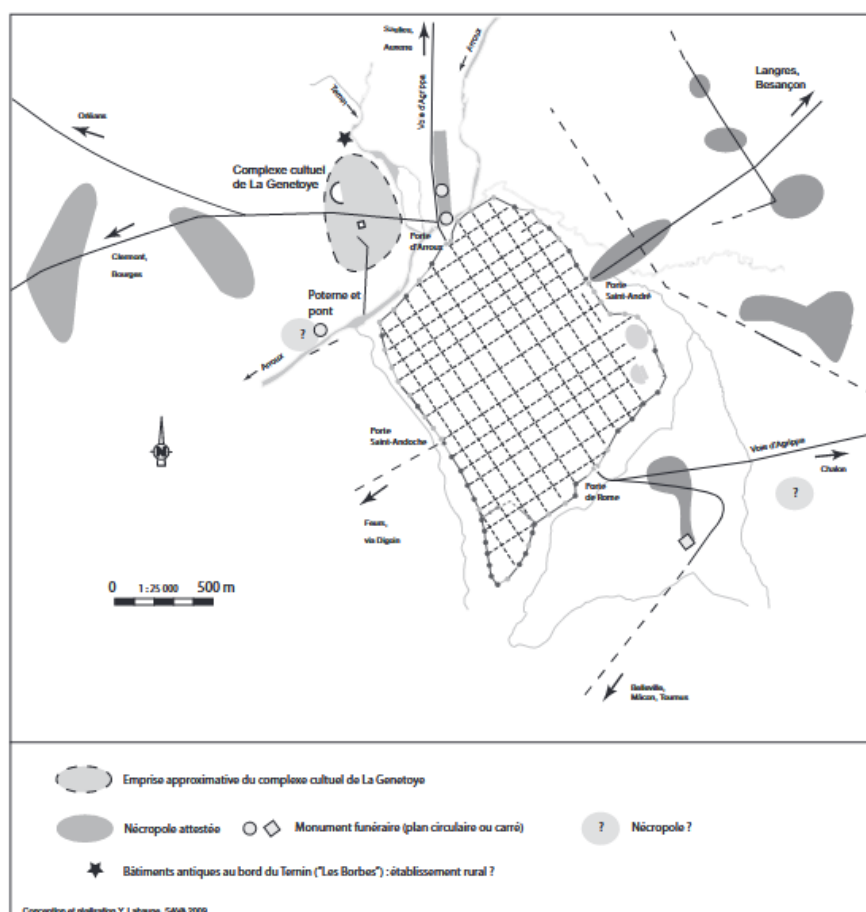 Saulieu,
Auxerre
Arroux
Voie d'Agrippa
Ternin
Langres,
Besançon
Orléans
Complexe cultuel
de La Genetoye
Porte
d'Arroux
Clermont,
Bourges
Porte
Saint-André
Poterne et
pont
?
Arroux
N
Porte
Saint-Andoche
Voie d'Agrippa
Chalon
Porte
de Rome
?
Feurs,
via Digoin
0 1 : 25 000 500 m
Belleville,
Mâcon, Tournus
Emprise approximative du complexe cultuel de La Genetoye
Nécropole attestée
Monument funéraire (plan circulaire ou carré)
?
Nécropole ?
Bâtiments antiques au bord du Ternin ("Les Borbes") : établissement rural ?
Conception et réalisation Y. Labaune, SAVA 2009